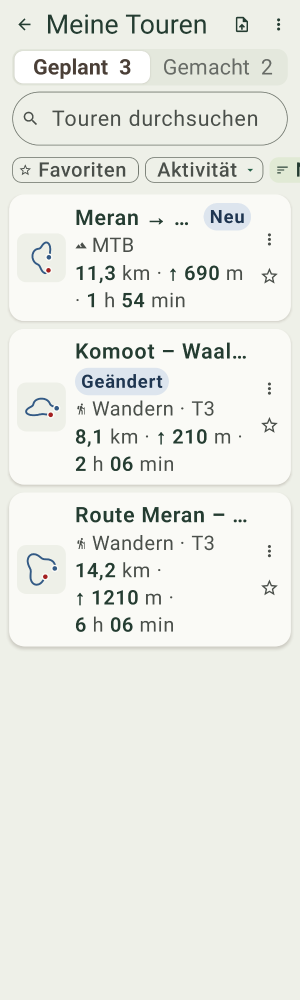 Meine Touren
Geplant 3 Gemacht 2
Touren durchsuchen
Favoriten Aktivität
Meran → … Neu
MTB
11,3 km · ↑ 690 m
· 1 h 54 min
Komoot – Waal…
Geändert
Wandern · T3
8,1 km · ↑ 210 m ·
2 h 06 min
Route Meran – …
Wandern · T3
14,2 km ·
↑ 1210 m ·
6 h 06 min